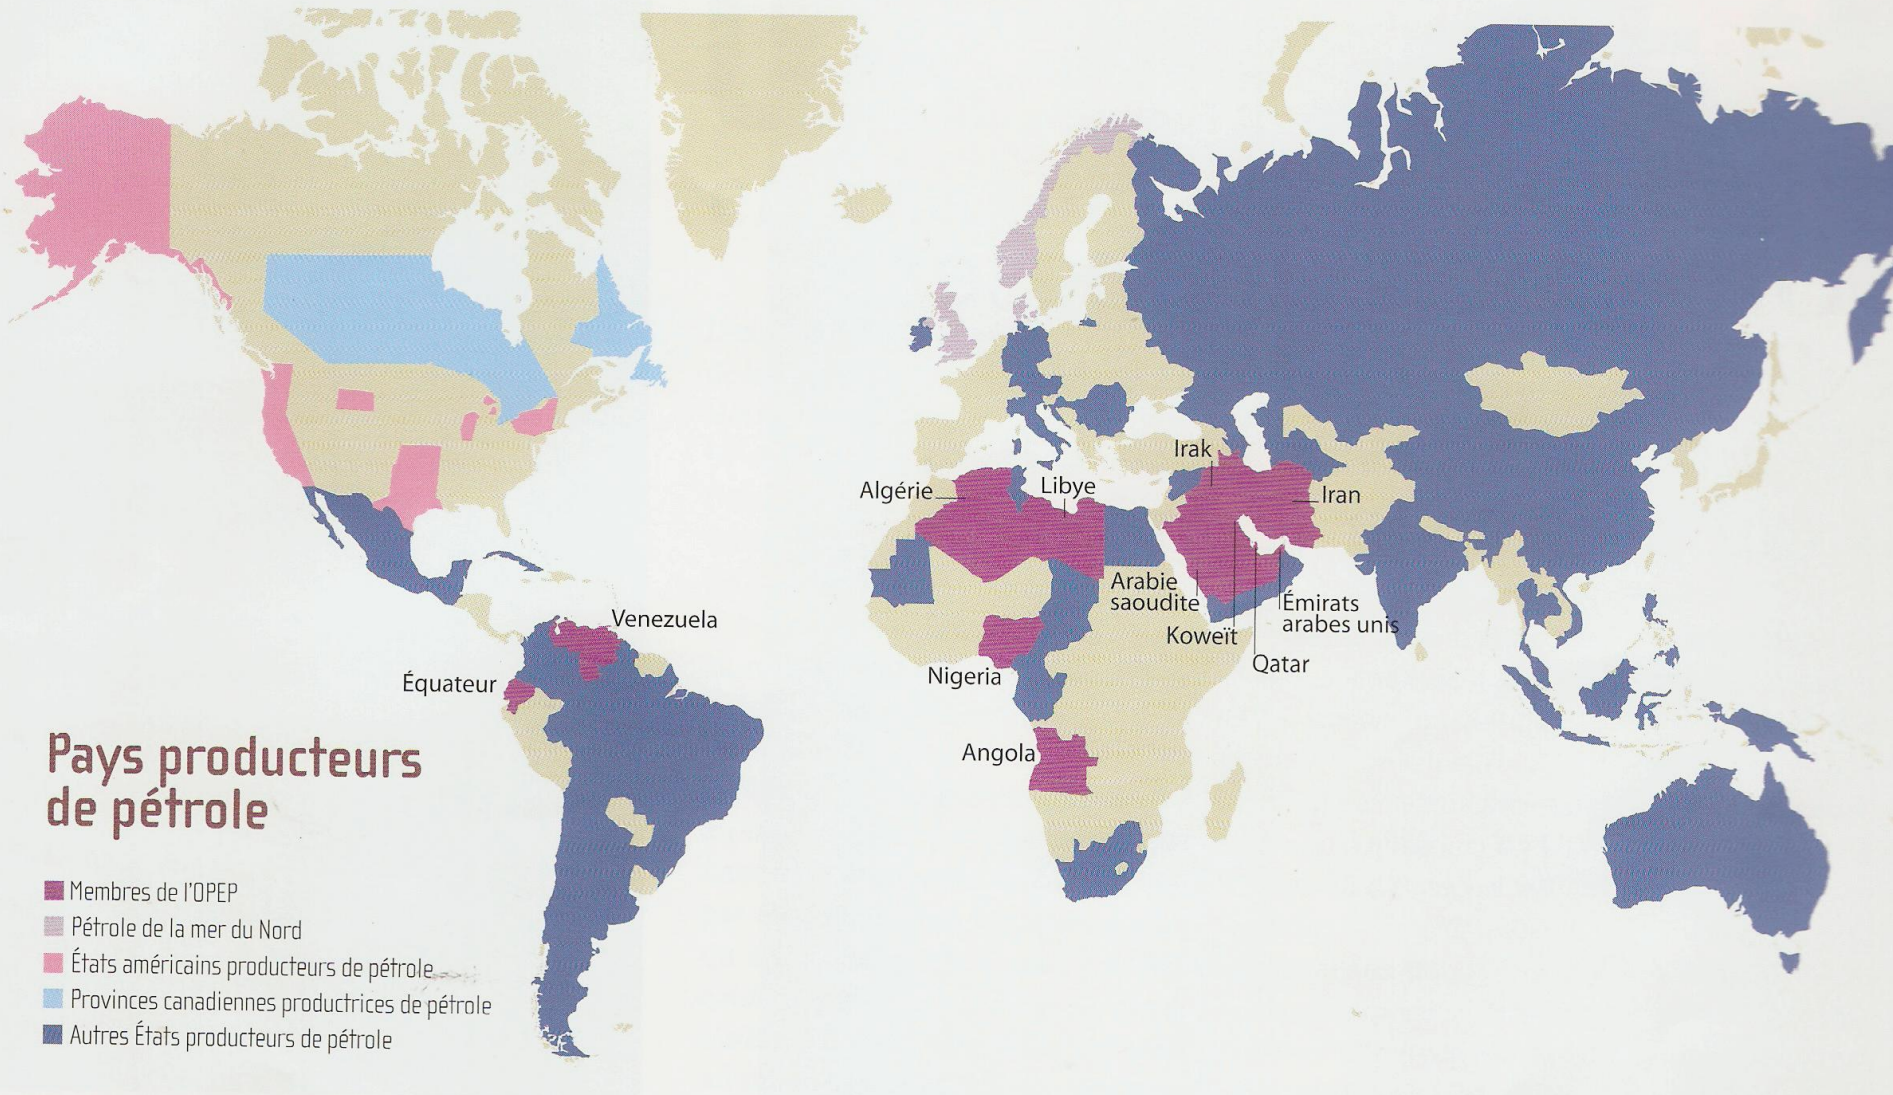 Pays producteurs
de pétrole
Membres de l'OPEP
Pétrole de la mer du Nord
États américains producteurs de pétrole
Provinces canadiennes productrices de pétrole
Autres États producteurs de pétrole
Venezuela
Équateur
Algérie
Libye
Nigeria
Angola
Irak
Iran
Arabie
saoudite
Koweït
Qatar
Émirats
arabes unis